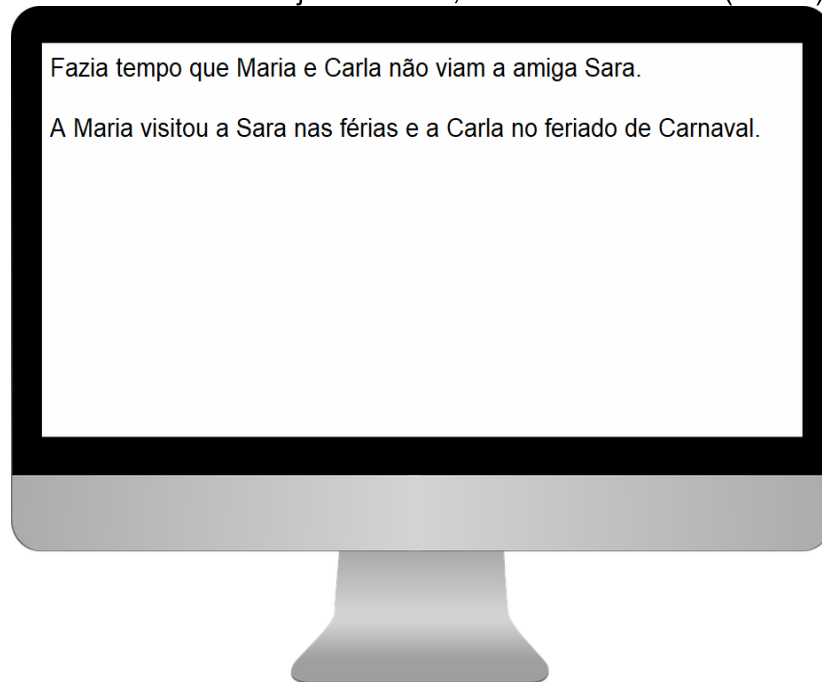 Fazia tempo que Maria e Carla não viam a amiga Sara.
A Maria visitou a Sara nas férias e a Carla no feriado de Carnaval.